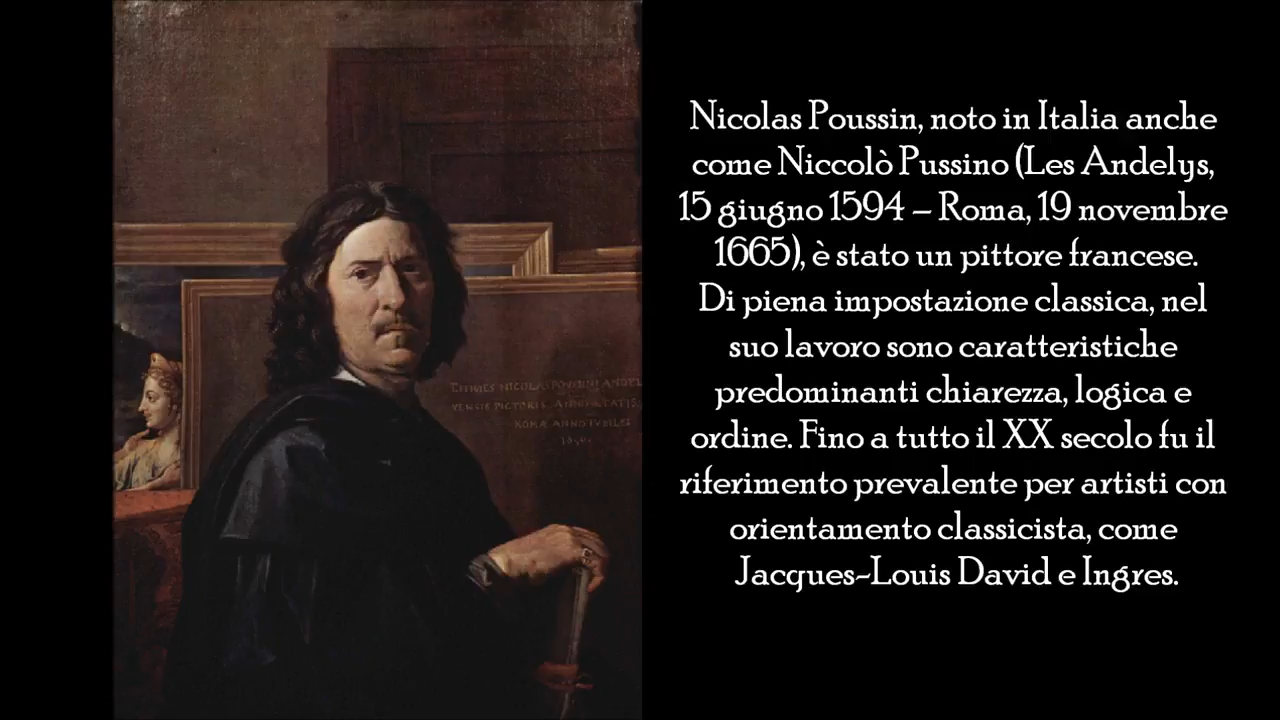 Nicolas Poussin, noto in Italia anche
come Niccolò Pussino (Les Andelys,
15 giugno 1594 – Roma, 19 novembre
1665), è stato un pittore francese.
Di piena impostazione classica, nel
suo lavoro sono caratteristiche
predominanti chiarezza, logica e
ordine. Fino a tutto il XX secolo fu il
riferimento prevalente per artisti con
orientamento classicista, come
Jacques-Louis David e Ingres.